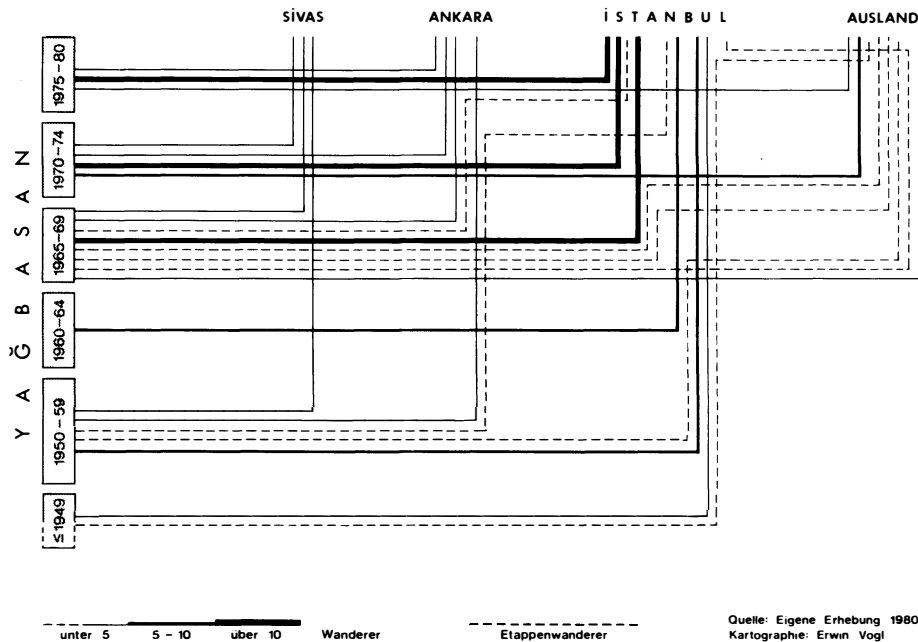 SİVAS ANKARA İSTANBUL AUSLAND
YAĞBASAN
1975–80
1970–74
1965–69
1960–64
1950–59
≤1949
unter 5 5–10 über 10 Wanderer Etappenwanderer
Quelle: Eigene Erhebung 1980
Kartographie: Erwin Vogl